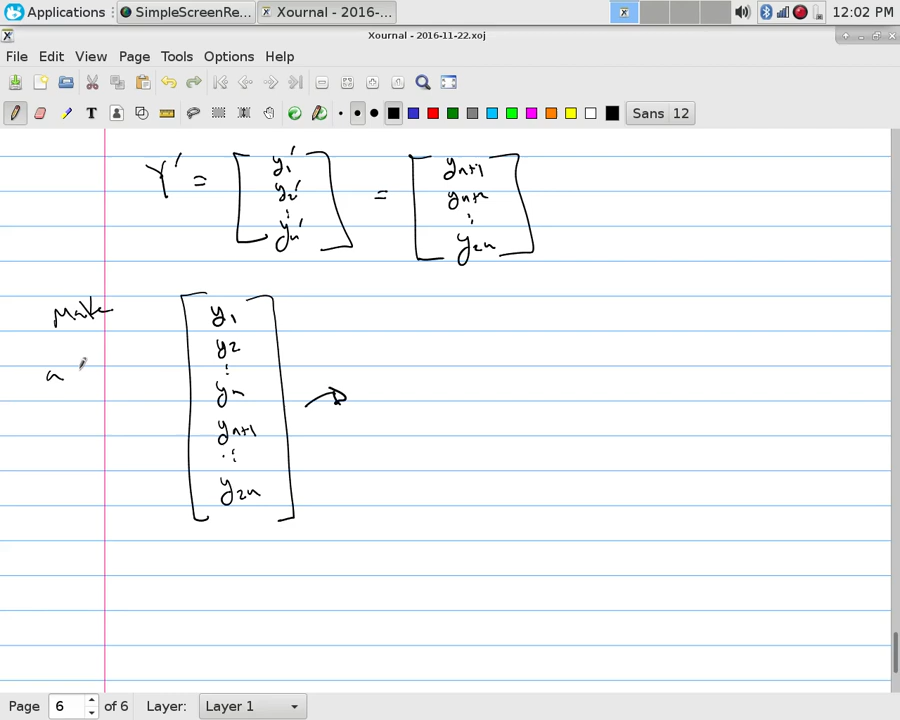 Applications SimpleScreenRe... Xournal - 2016-... 12:02 PM
Xournal - 2016-11-22.xoj
File Edit View Page Tools Options Help
T Sans 12
Y' = [ y1' y2' ⋮ yn' ] = [ yn+1 yn+2 ⋮ y2n ]
Make
a
y1
y2
⋮
yn
yn+1
⋮
y2n
→
Page 6 of 6 Layer: Layer 1